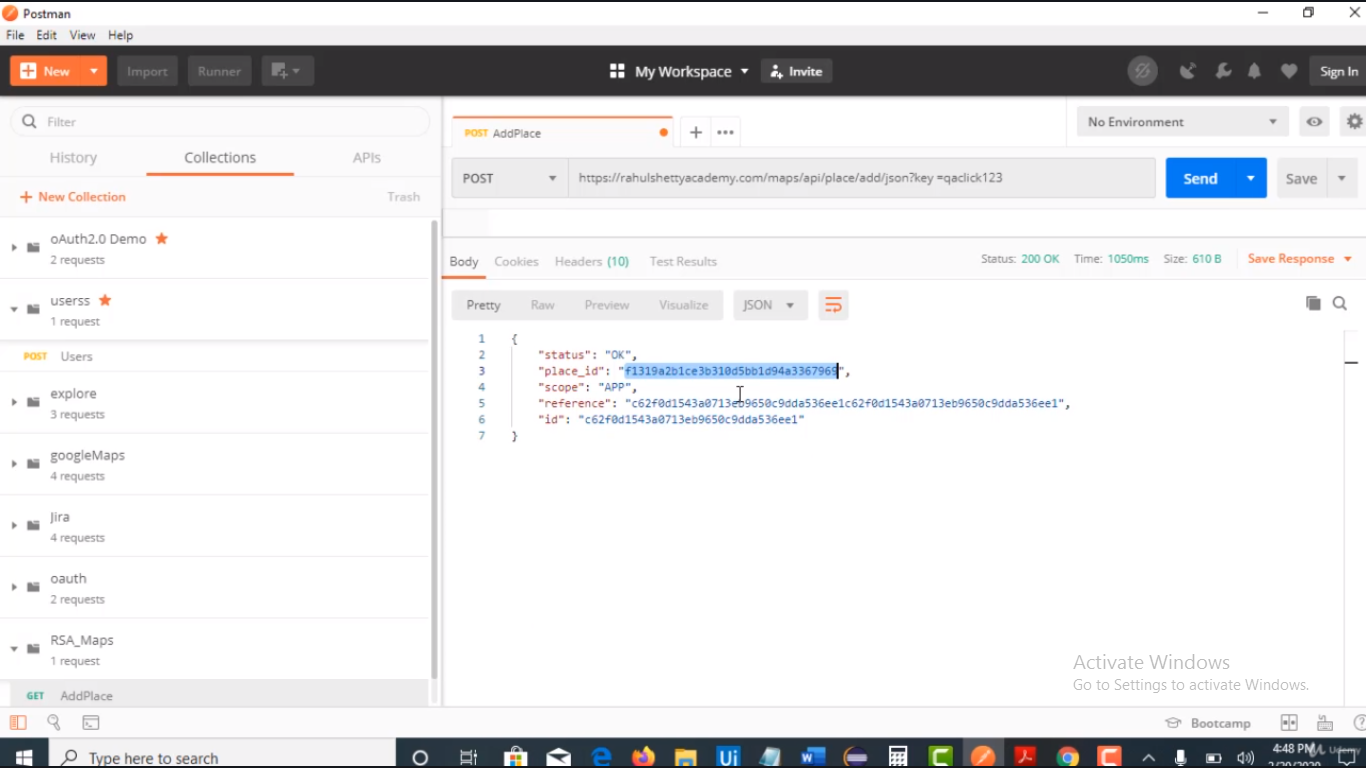 Postman
File Edit View Help
New Import Runner My Workspace Invite Sign In
Filter
History Collections APIs
+ New Collection Trash
oAuth2.0 Demo
2 requests
userss
1 request
POST Users
explore
3 requests
googleMaps
4 requests
Jira
4 requests
oauth
2 requests
RSA_Maps
1 request
GET AddPlace
POST AddPlace
No Environment
POST https://rahulshettyacademy.com/maps/api/place/add/json?key =qaclick123 Send Save
Body Cookies Headers (10) Test Results Status: 200 OK Time: 1050ms Size: 610 B Save Response
Pretty Raw Preview Visualize JSON
1 {
2 "status": "OK",
3 "place_id": "f1319a2b1ce3b310d5bb1d94a3367969",
4 "scope": "APP",
5 "reference": "c62f0d1543a0713eb9650c9dda536ee1c62f0d1543a0713eb9650c9dda536ee1",
6 "id": "c62f0d1543a0713eb9650c9dda536ee1"
7 }
Activate Windows
Go to Settings to activate Windows.
Bootcamp
Type here to search
Ui
4:48 PM
Udemy